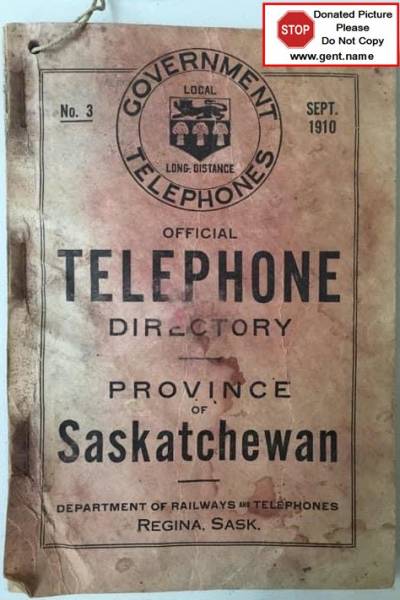 Donated Picture
Please
Do Not Copy
www.gent.name
STOP
No. 3
GOVERNMENT
LOCAL
LONG-DISTANCE
TELEPHONES
SEPT.
1910
OFFICIAL
TELEPHONE
DIRECTORY
PROVINCE
OF
Saskatchewan
DEPARTMENT OF RAILWAYS AND TELEPHONES
REGINA, SASK.